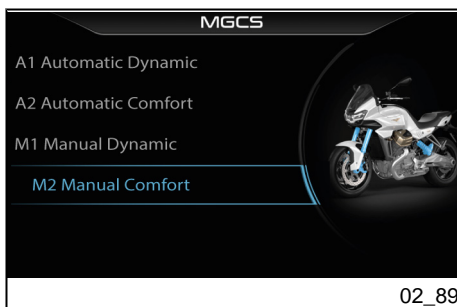 MGCS
A1 Automatic Dynamic
A2 Automatic Comfort
M1 Manual Dynamic
M2 Manual Comfort
02_89